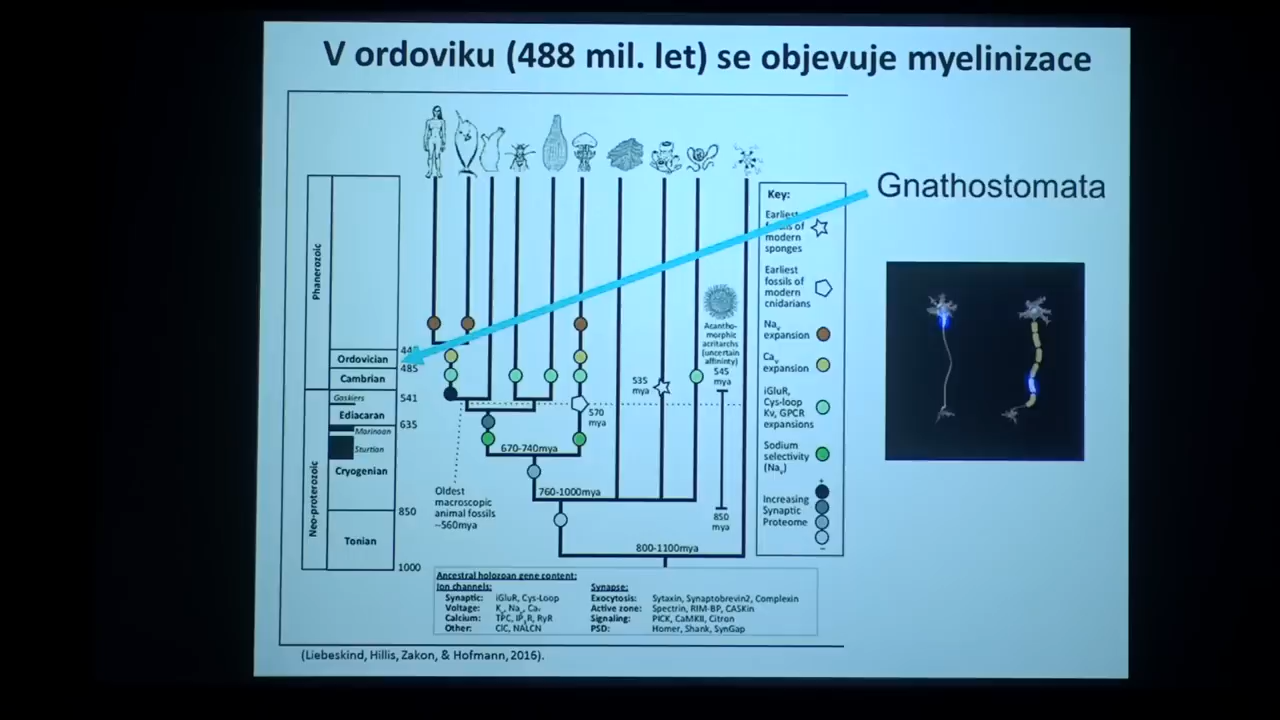 V ordoviku (488 mil. let) se objevuje myelinizace
Gnathostomata
Phanerozoic
Neo-proterozoic
Ordovician
Cambrian
Gaskiers
Ediacaran
Marinoan
Sturtian
Cryogenian
Tonian
485
541
635
850
1000
Oldest
macroscopic
animal fossils
~560mya
670-740mya
760-1000mya
800-1100mya
570
mya
535
mya
Acantho-
morphic
acritarchs
(uncertain
affininty)
545
mya
850
mya
Key:
Earliest
fossils of
modern
sponges
Earliest
fossils of
modern
cnidarians
Nav
expansion
Cav
expansion
iGluR,
Cys-loop
Kv, GPCR
expansions
Sodium
selectivity
(Nav)
Increasing
Synaptic
Proteome
+
−
Ancestral holozoan gene content:
Ion channels:
Synaptic: iGluR, Cys-Loop
Voltage: Kv, Nav, Cav
Calcium: TPC, IP3R, RyR
Other: ClC, NALCN
Synapse:
Exocytosis: Sytaxin, Synaptobrevin2, Complexin
Active zone: Spectrin, RIM-BP, CASKin
Signaling: PICK, CaMKII, Citron
PSD: Homer, Shank, SynGap
(Liebeskind, Hillis, Zakon, & Hofmann, 2016).